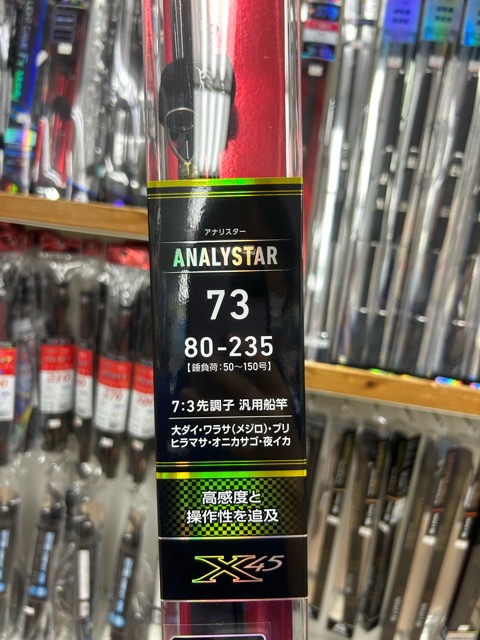 アナリスター
ANALYSTAR
73
80-235
【錘負荷:50〜150号】
7:3先調子 汎用船竿
大ダイ・ワラサ(メジロ)・ブリ
ヒラマサ・オニカサゴ・夜イカ
高感度と
操作性を追及
X45